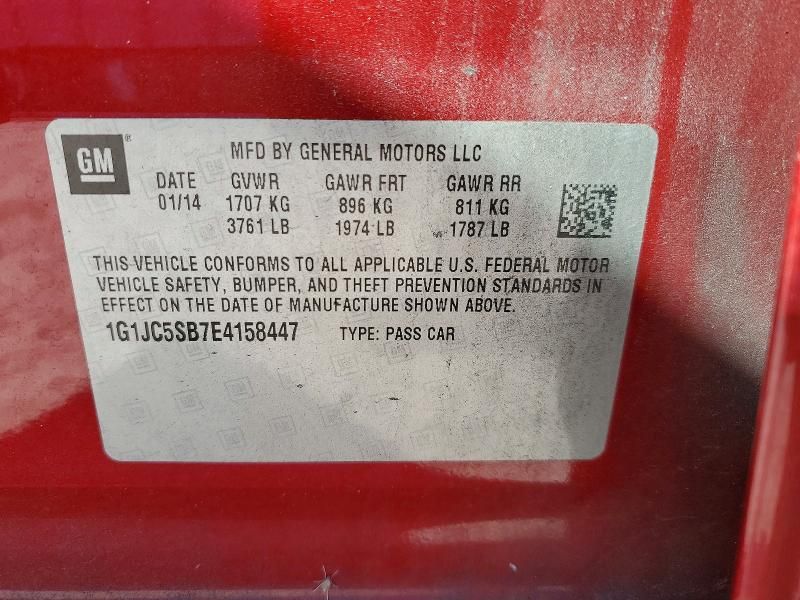 GM® MFD BY GENERAL MOTORS LLC
DATE GVWR GAWR FRT GAWR RR
01/14 1707 KG 896 KG 811 KG
3761 LB 1974 LB 1787 LB
THIS VEHICLE CONFORMS TO ALL APPLICABLE U.S. FEDERAL MOTOR
VEHICLE SAFETY, BUMPER, AND THEFT PREVENTION STANDARDS IN
EFFECT ON THE DATE OF MANUFACTURE SHOWN ABOVE.
1G1JC5SB7E4158447 TYPE: PASS CAR